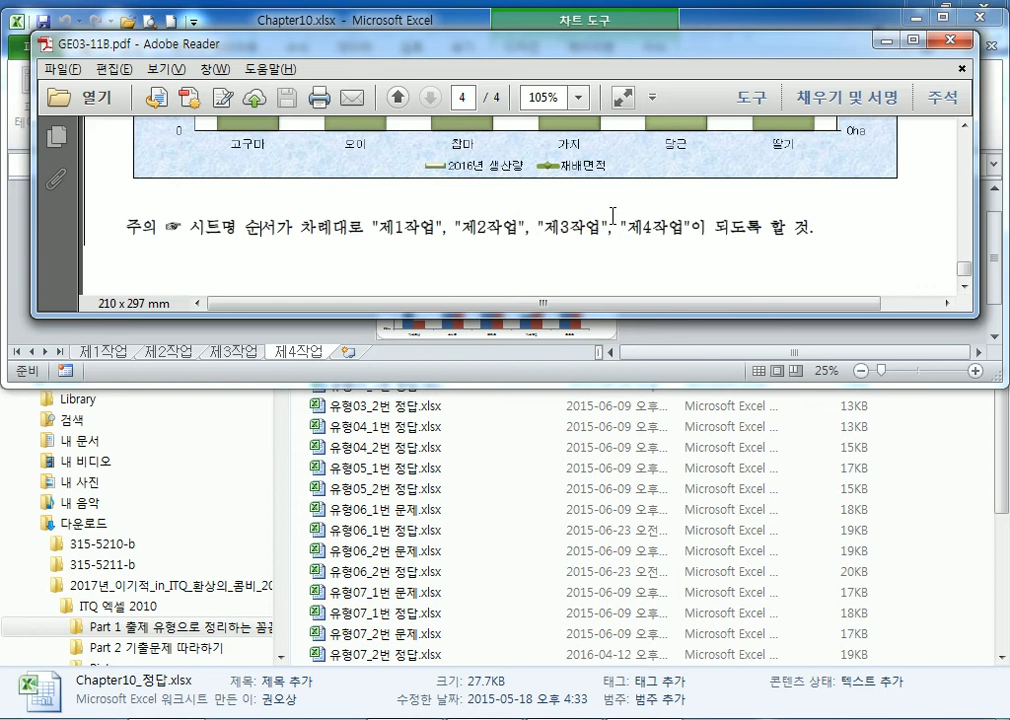 Chapter10.xlsx - Microsoft Excel
차트 도구
GE03-11B.pdf - Adobe Reader
파일(F) 편집(E) 보기(V) 창(W) 도움말(H)
열기 4 / 4 105% 도구 채우기 및 서명 주석
0 0ha
고구마 오이 참마 가지 당근 딸기
2016년 생산량 재배면적
주의 ☞ 시트명 순서가 차례대로 "제1작업", "제2작업", "제3작업", "제4작업"이 되도록 할 것.
210 x 297 mm
제1작업 제2작업 제3작업 제4작업
준비 25%
Library
검색
내 문서
내 비디오
내 사진
내 음악
다운로드
315-5210-b
315-5211-b
2017년_이기적_in_ITQ_환상의_콤비_20
ITQ 엑셀 2010
Part 1 출제 유형으로 정리하는 꼼꼼
Part 2 기출문제 따라하기
유형03_2번 정답.xlsx 2015-06-09 오후... Microsoft Excel ... 13KB
유형04_1번 정답.xlsx 2015-06-09 오후... Microsoft Excel ... 13KB
유형04_2번 정답.xlsx 2015-06-09 오후... Microsoft Excel ... 15KB
유형05_1번 정답.xlsx 2015-06-09 오후... Microsoft Excel ... 17KB
유형05_2번 정답.xlsx 2015-06-09 오후... Microsoft Excel ... 15KB
유형06_1번 문제.xlsx 2015-06-09 오후... Microsoft Excel ... 18KB
유형06_1번 정답.xlsx 2015-06-23 오전... Microsoft Excel ... 19KB
유형06_2번 문제.xlsx 2015-06-09 오후... Microsoft Excel ... 19KB
유형06_2번 정답.xlsx 2015-06-23 오전... Microsoft Excel ... 20KB
유형07_1번 문제.xlsx 2015-06-09 오후... Microsoft Excel ... 17KB
유형07_1번 정답.xlsx 2015-06-09 오후... Microsoft Excel ... 18KB
유형07_2번 문제.xlsx 2015-06-09 오후... Microsoft Excel ... 17KB
유형07_2번 정답.xlsx 2016-04-12 오후... Microsoft Excel ... 19KB
Chapter10_정답.xlsx 제목: 제목 추가 크기: 27.7KB 태그: 태그 추가 콘텐츠 상태: 텍스트 추가
Microsoft Excel 워크시트 만든 이: 권오상 수정한 날짜: 2015-05-18 오후 4:33 범주: 범주 추가